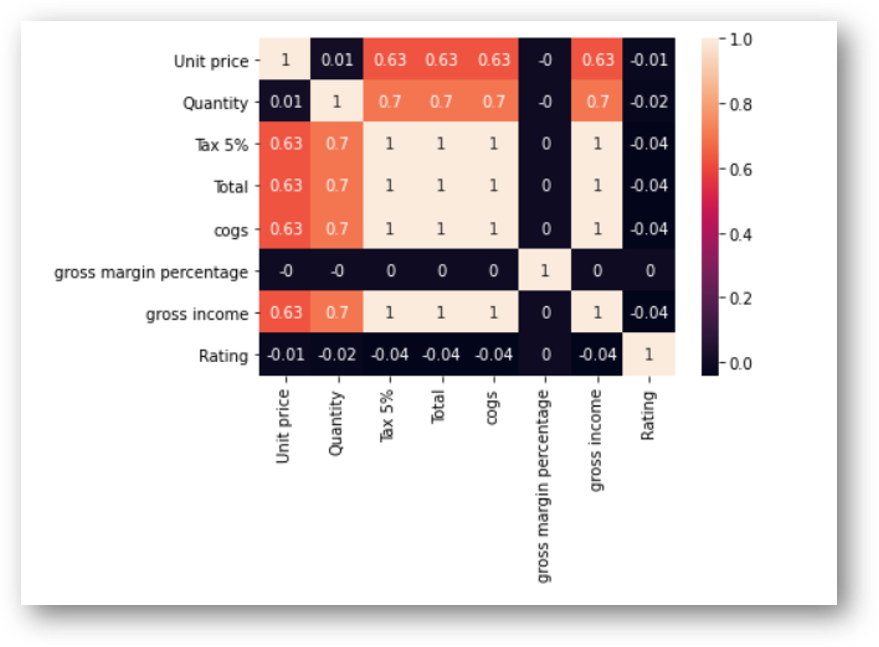 1.0
Unit price 1 0.01 0.63 0.63 0.63 -0 0.63 -0.01
Quantity 0.01 1 0.7 0.7 0.7 -0 0.7 -0.02
0.8
Tax 5% 0.63 0.7 1 1 1 0 1 -0.04
0.6
Total 0.63 0.7 1 1 1 0 1 -0.04
cogs 0.63 0.7 1 1 1 0 1 -0.04
0.4
gross margin percentage -0 -0 0 0 0 1 0 0
0.2
gross income 0.63 0.7 1 1 1 0 1 -0.04
Rating -0.01 -0.02 -0.04 -0.04 -0.04 0 -0.04 1
0.0
Unit price
Quantity
Tax 5%
Total
cogs
gross margin percentage
gross income
Rating